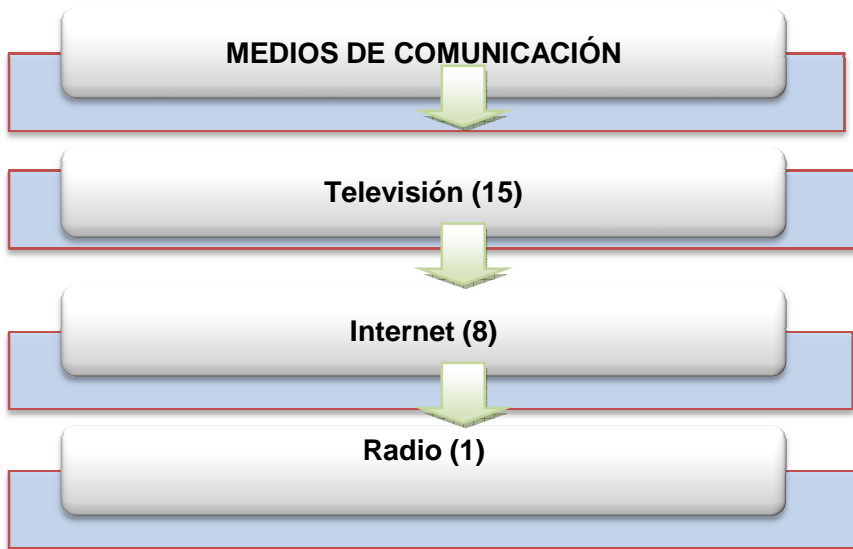 MEDIOS DE COMUNICACIÓN
Televisión (15)
Internet (8)
Radio (1)